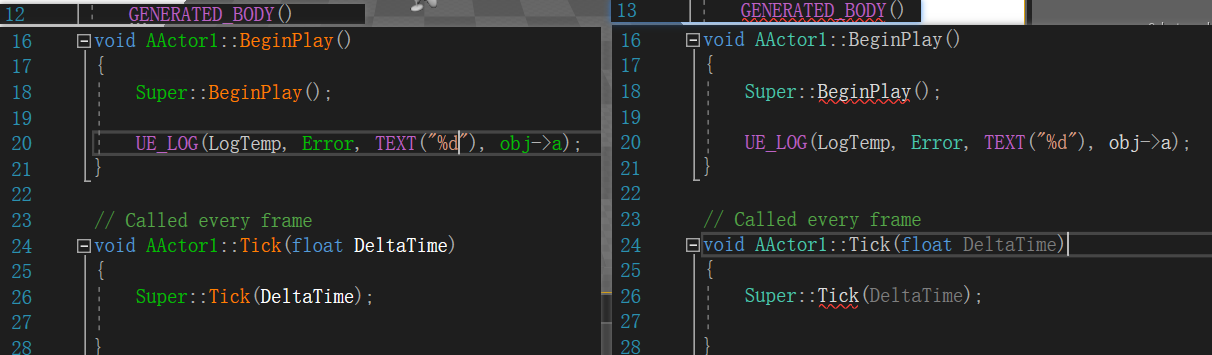 12 GENERATED_BODY()
16 void AActor1::BeginPlay()
17 {
18 Super::BeginPlay();
19
20 UE_LOG(LogTemp, Error, TEXT("%d"), obj->a);
21 }
22
23 // Called every frame
24 void AActor1::Tick(float DeltaTime)
25 {
26 Super::Tick(DeltaTime);
27
28 }
13 GENERATED_BODY()
16 void AActor1::BeginPlay()
17 {
18 Super::BeginPlay();
19
20 UE_LOG(LogTemp, Error, TEXT("%d"), obj->a);
21 }
22
23 // Called every frame
24 void AActor1::Tick(float DeltaTime)
25 {
26 Super::Tick(DeltaTime);
27
28 }